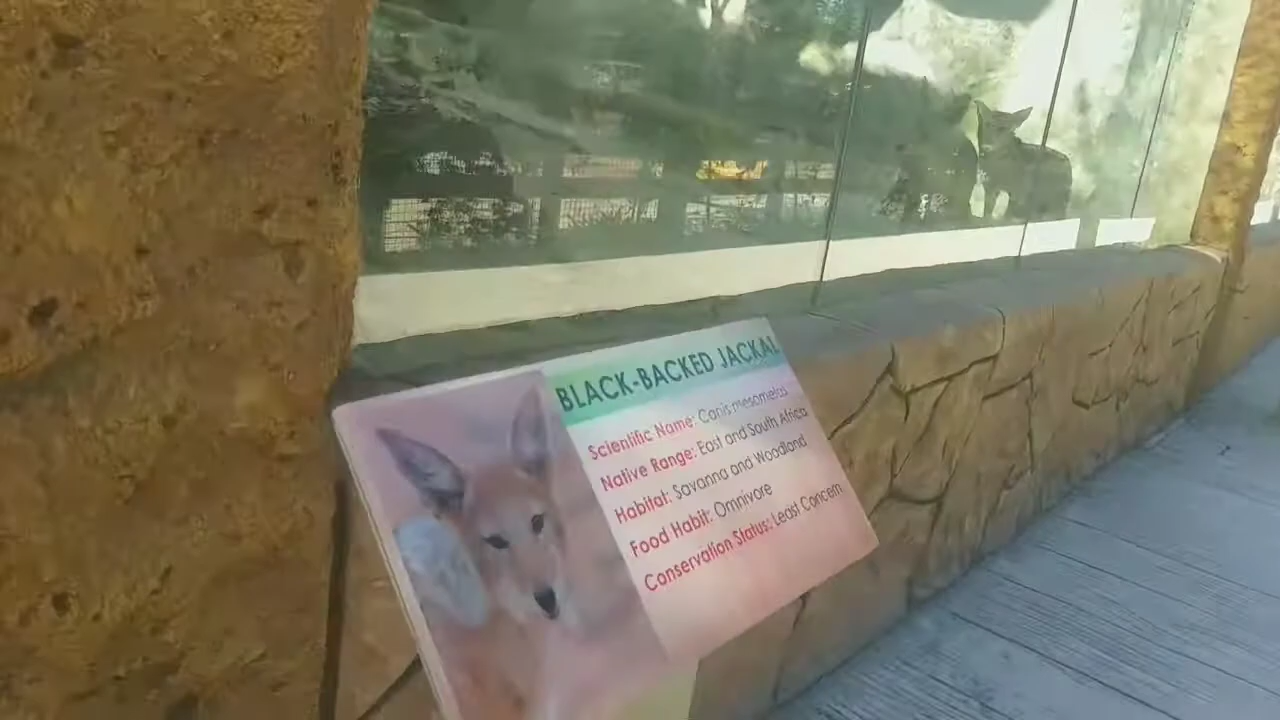 BLACK-BACKED JACKAL
Scientific Name: Canis mesomelas
Native Range: East and South Africa
Habitat: Savanna and Woodland
Food Habit: Omnivore
Conservation Status: Least Concern